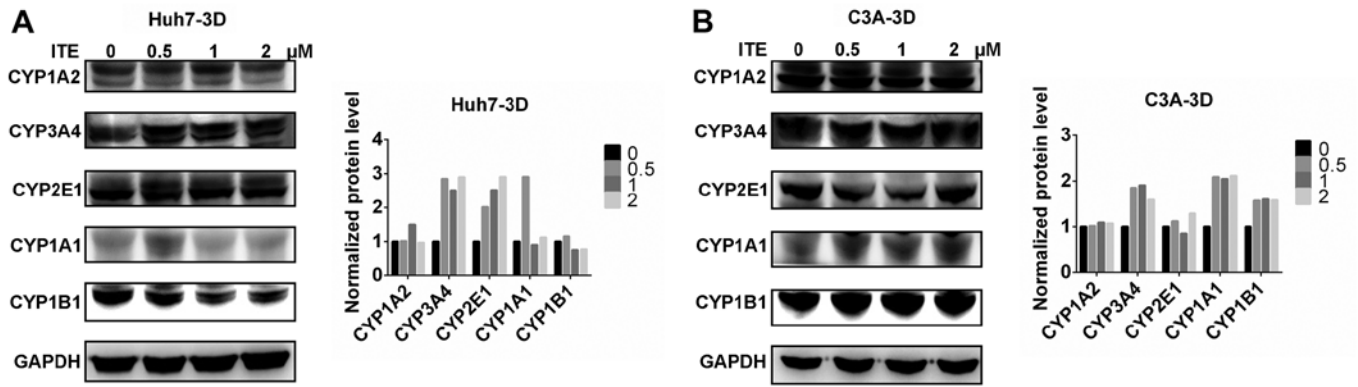 A
Huh7-3D
ITE 0 0.5 1 2 µM
CYP1A2
CYP3A4
CYP2E1
CYP1A1
CYP1B1
GAPDH
Huh7-3D
Normalized protein level
4
3
2
1
0
CYP1A2
CYP3A4
CYP2E1
CYP1A1
CYP1B1
0
0.5
1
2
B
C3A-3D
ITE 0 0.5 1 2 µM
CYP1A2
CYP3A4
CYP2E1
CYP1A1
CYP1B1
GAPDH
C3A-3D
Normalized protein level
3
2
1
0
CYP1A2
CYP3A4
CYP2E1
CYP1A1
CYP1B1
0
0.5
1
2